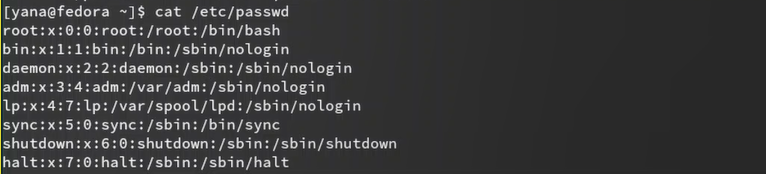 [yana@fedora ~]$ cat /etc/passwd
root:x:0:0:root:/root:/bin/bash
bin:x:1:1:bin:/bin:/sbin/nologin
daemon:x:2:2:daemon:/sbin:/sbin/nologin
adm:x:3:4:adm:/var/adm:/sbin/nologin
lp:x:4:7:lp:/var/spool/lpd:/sbin/nologin
sync:x:5:0:sync:/sbin:/bin/sync
shutdown:x:6:0:shutdown:/sbin:/sbin/shutdown
halt:x:7:0:halt:/sbin:/sbin/halt